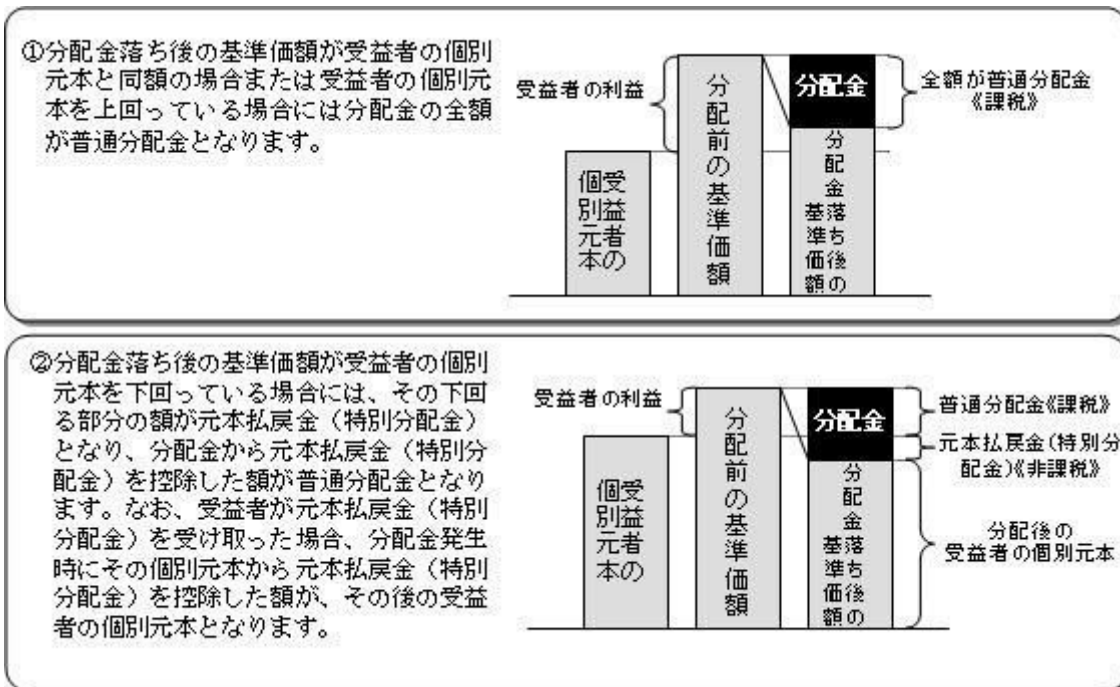 ①分配金落ち後の基準価額が受益者の個別
元本と同額の場合または受益者の個別元
本を上回っている場合には分配金の全額
が普通分配金となります。
受益者の利益
受益者の
個別元本
分配前の基準価額
分配金
分配金落ち後の
基準価額
全額が普通分配金
《課税》
②分配金落ち後の基準価額が受益者の個別
元本を下回っている場合には、その下回
る部分の額が元本払戻金（特別分配金）
となり、分配金から元本払戻金（特別分
配金）を控除した額が普通分配金となり
ます。なお、受益者が元本払戻金（特別
分配金）を受け取った場合、分配金発生
時にその個別元本から元本払戻金（特別
分配金）を控除した額が、その後の受益
者の個別元本となります。
受益者の利益
受益者の
個別元本
分配前の基準価額
分配金
分配金落ち後の
基準価額
普通分配金《課税》
元本払戻金(特別分
配金)《非課税》
分配後の
受益者の個別元本